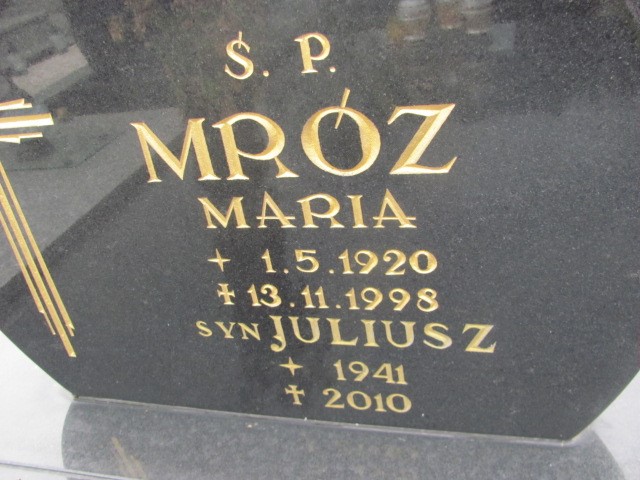 Ś. P.
MRÓZ
MARIA
+ 1.5.1920
✝ 13.11.1998
SYN JULIUSZ
+ 1941
✝ 2010